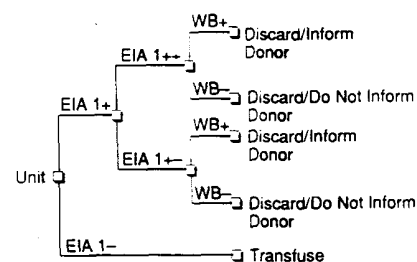 WB+
Discard/Inform
Donor
EIA 1++
WB–
Discard/Do Not Inform
Donor
EIA 1+
WB+
Discard/Inform
Donor
EIA 1+–
Unit
WB–
Discard/Do Not Inform
Donor
EIA 1–
Transfuse